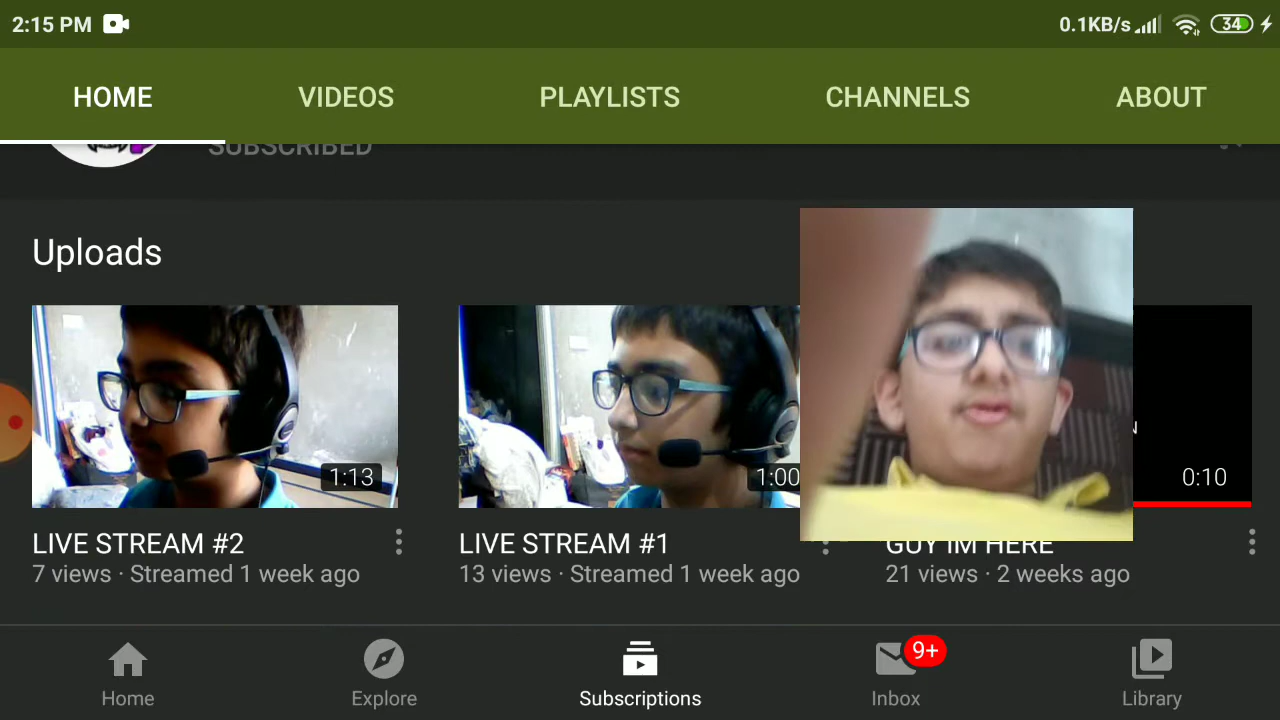 2:15 PM 0.1KB/s 34
HOME VIDEOS PLAYLISTS CHANNELS ABOUT
SUBSCRIBED
Uploads
1:13 1:00 N 0:10
LIVE STREAM #2 LIVE STREAM #1 GUY IM HERE
7 views · Streamed 1 week ago 13 views · Streamed 1 week ago 21 views · 2 weeks ago
9+
Home Explore Subscriptions Inbox Library